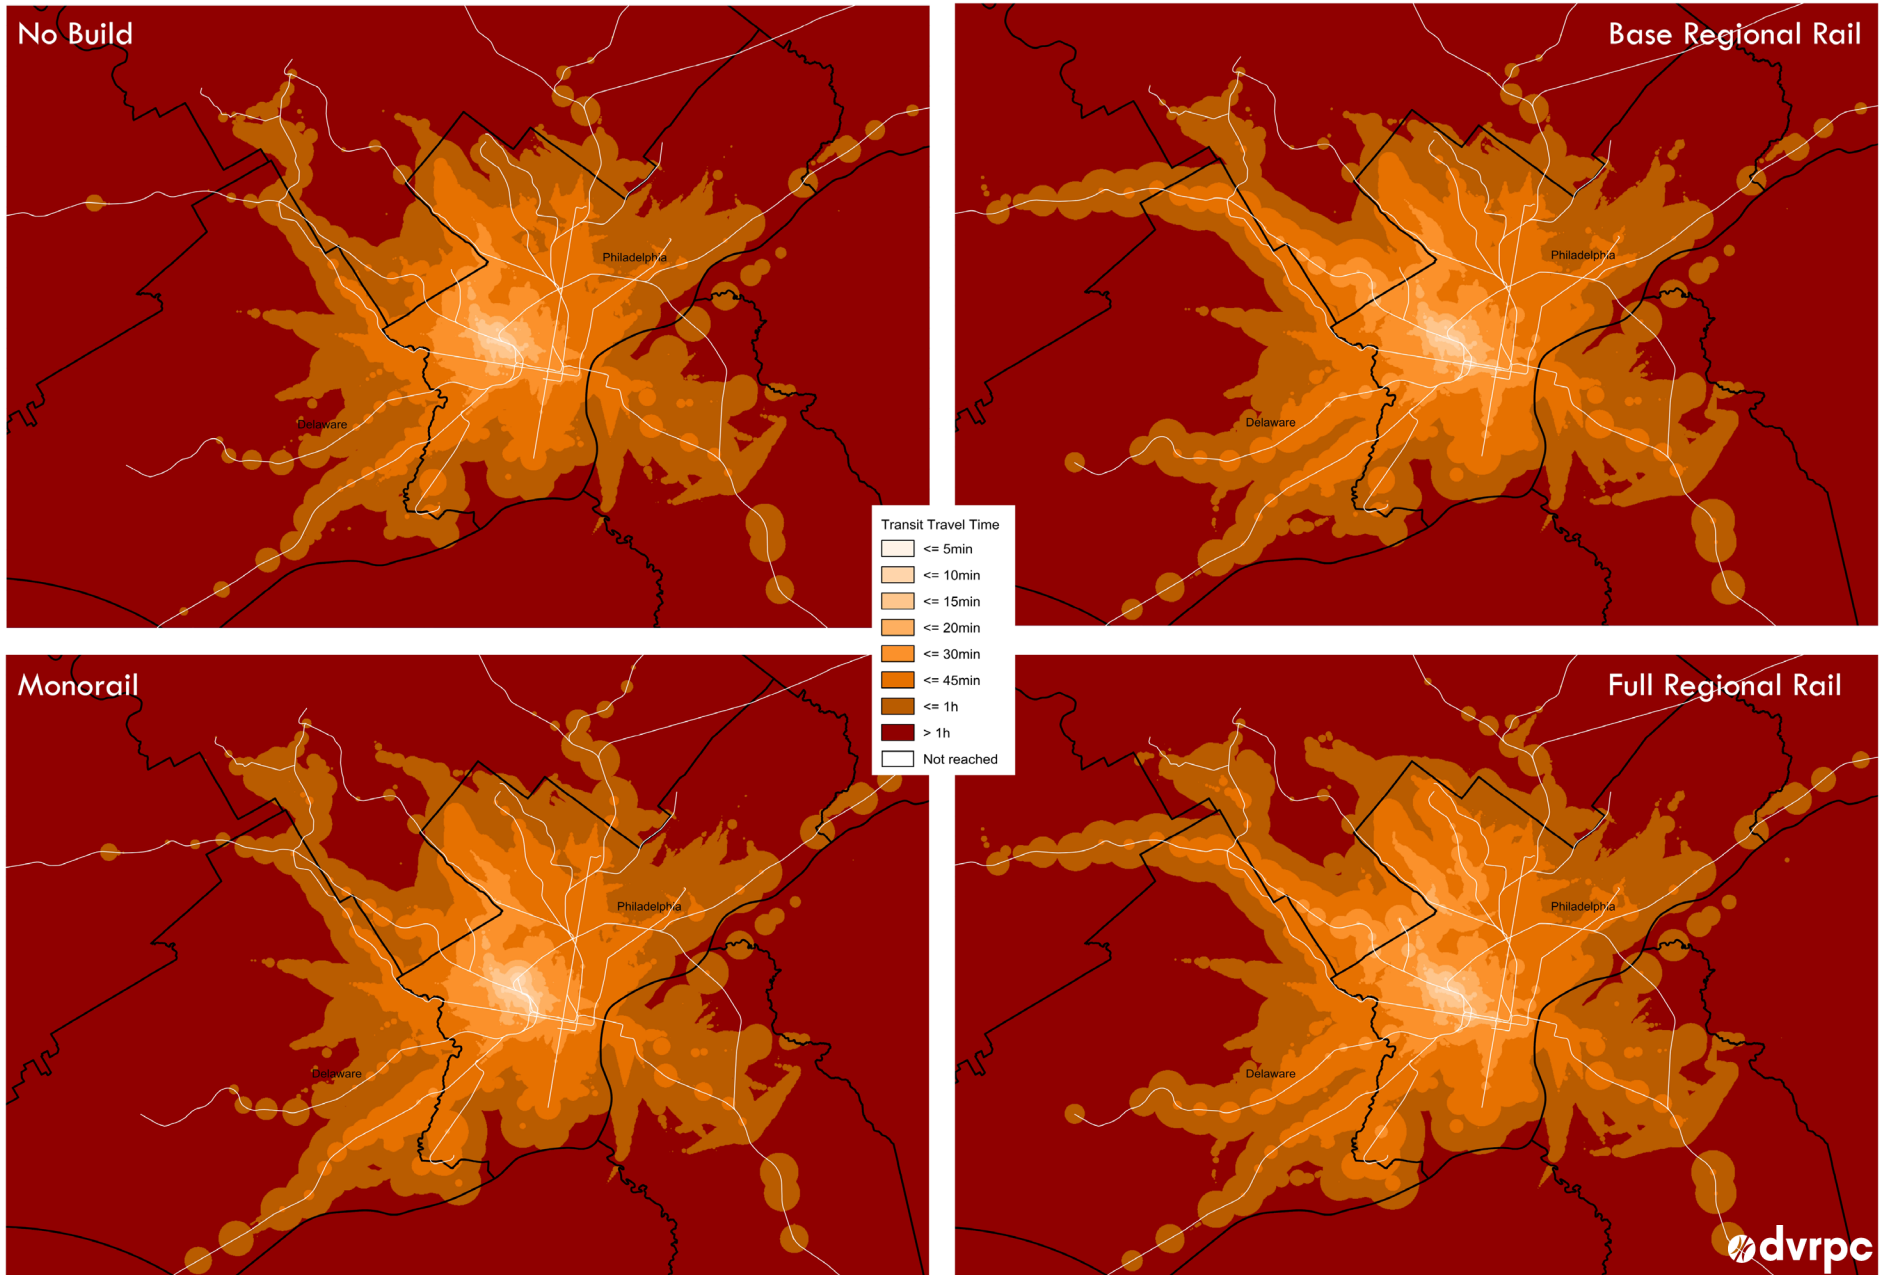 No Build
Base Regional Rail
Philadelphia
Delaware
Philadelphia
Delaware
Transit Travel Time
<= 5min
<= 10min
<= 15min
<= 20min
<= 30min
<= 45min
<= 1h
> 1h
Not reached
Monorail
Full Regional Rail
Philadelphia
Delaware
Philadelphia
Delaware
dvrpc